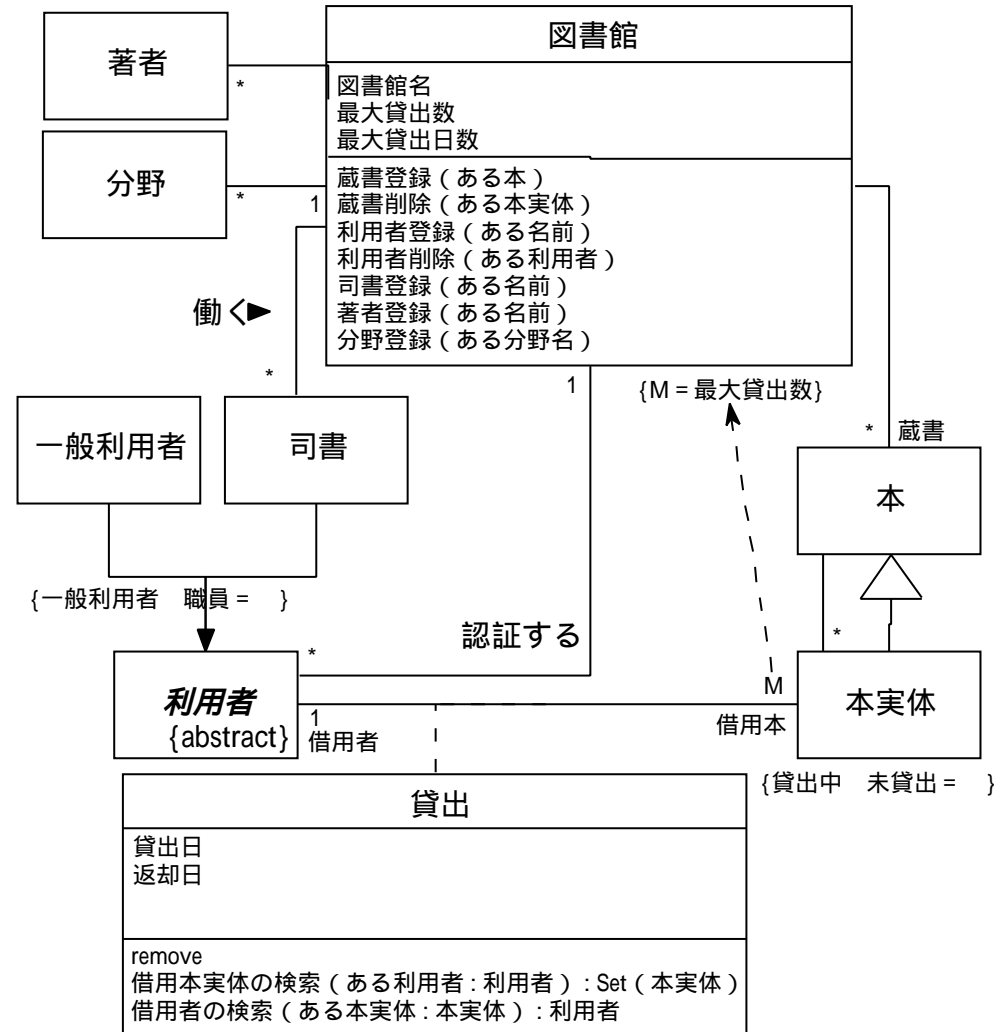 図書館
著者
*
図書館名
最大貸出数
最大貸出日数
分野
*
1
蔵書登録(ある本)
蔵書削除(ある本実体)
利用者登録(ある名前)
利用者削除(ある利用者)
司書登録(ある名前)
著者登録(ある名前)
分野登録(ある分野名)
働く
*
1
{M = 最大貸出数}
* 蔵書
一般利用者
司書
本
{一般利用者 職員 = }
認証する
*
*
利用者
{abstract}
1
借用者
M
借用本
本実体
{貸出中 未貸出 = }
貸出
貸出日
返却日
remove
借用本実体の検索(ある利用者 : 利用者) : Set(本実体)
借用者の検索(ある本実体 : 本実体) : 利用者